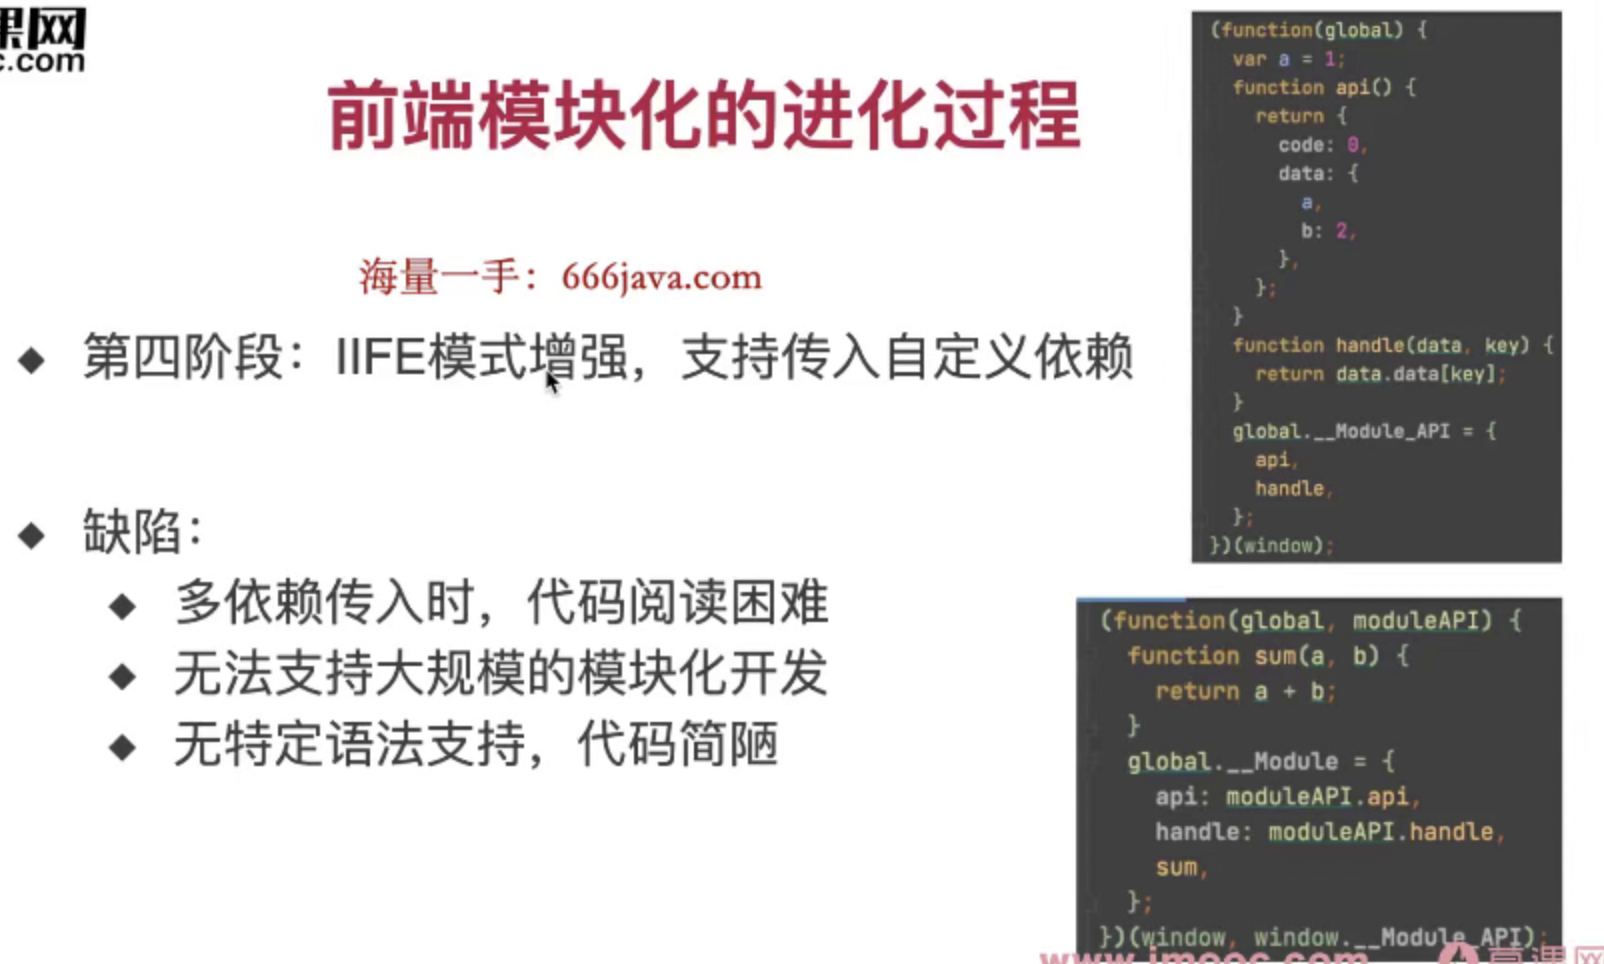 课网
c.com
前端模块化的进化过程
海量一手：666java.com
第四阶段：IIFE模式增强，支持传入自定义依赖
缺陷：
多依赖传入时，代码阅读困难
无法支持大规模的模块化开发
无特定语法支持，代码简陋
(function(global) {
var a = 1;
function api() {
return {
code: 0,
data: {
a,
b: 2,
},
};
}
function handle(data, key) {
return data.data[key];
}
global.__Module_API = {
api,
handle,
};
})(window);
(function(global, moduleAPI) {
function sum(a, b) {
return a + b;
}
global.__Module = {
api: moduleAPI.api,
handle: moduleAPI.handle,
sum,
};
})(window, window.__Module_API);
www.imooc.com
慕课网